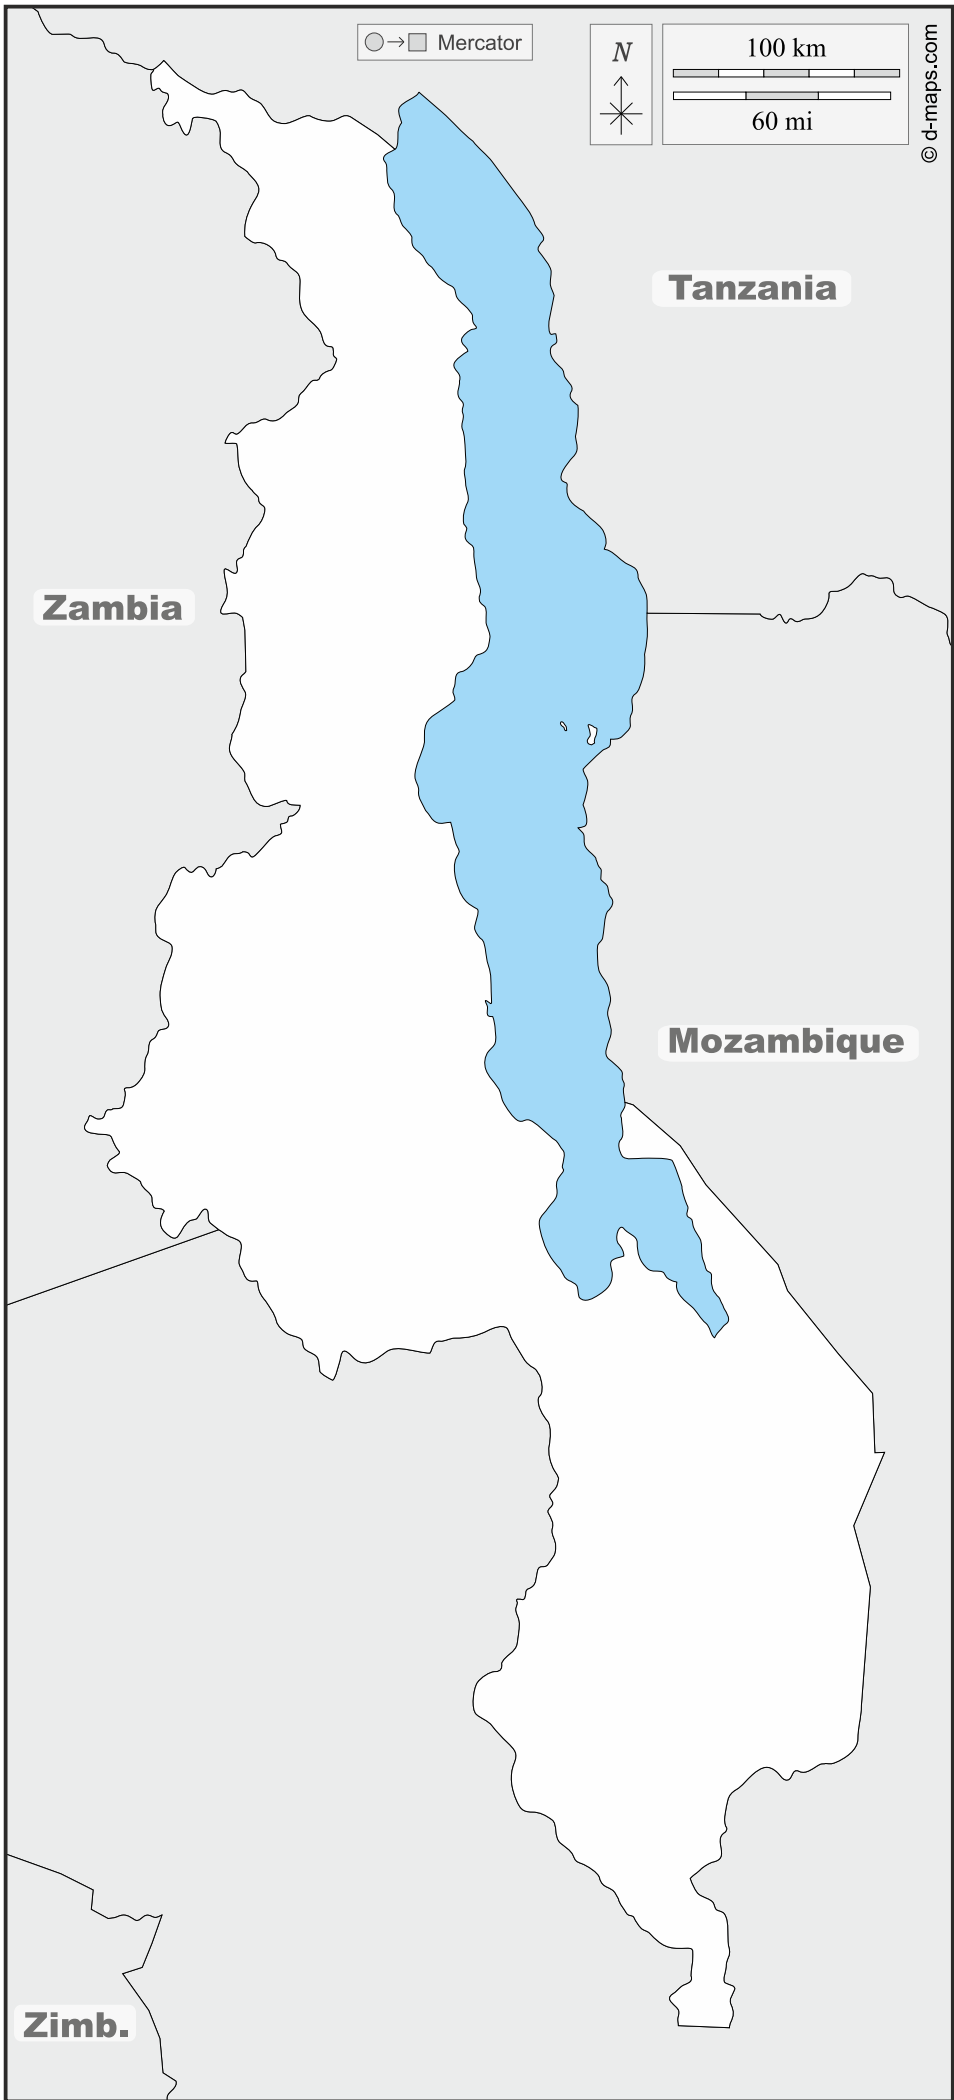 Mercator
N
100 km
60 mi
© d-maps.com
Tanzania
Zambia
Mozambique
Zimb.